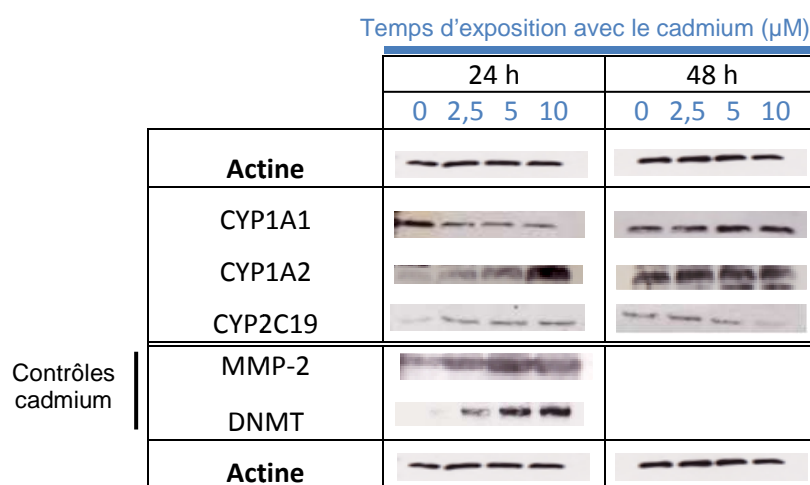 Temps d'exposition avec le cadmium (µM)
24 h 48 h
0 2,5 5 10 0 2,5 5 10
Actine
CYP1A1
CYP1A2
CYP2C19
Contrôles
cadmium
MMP-2
DNMT
Actine